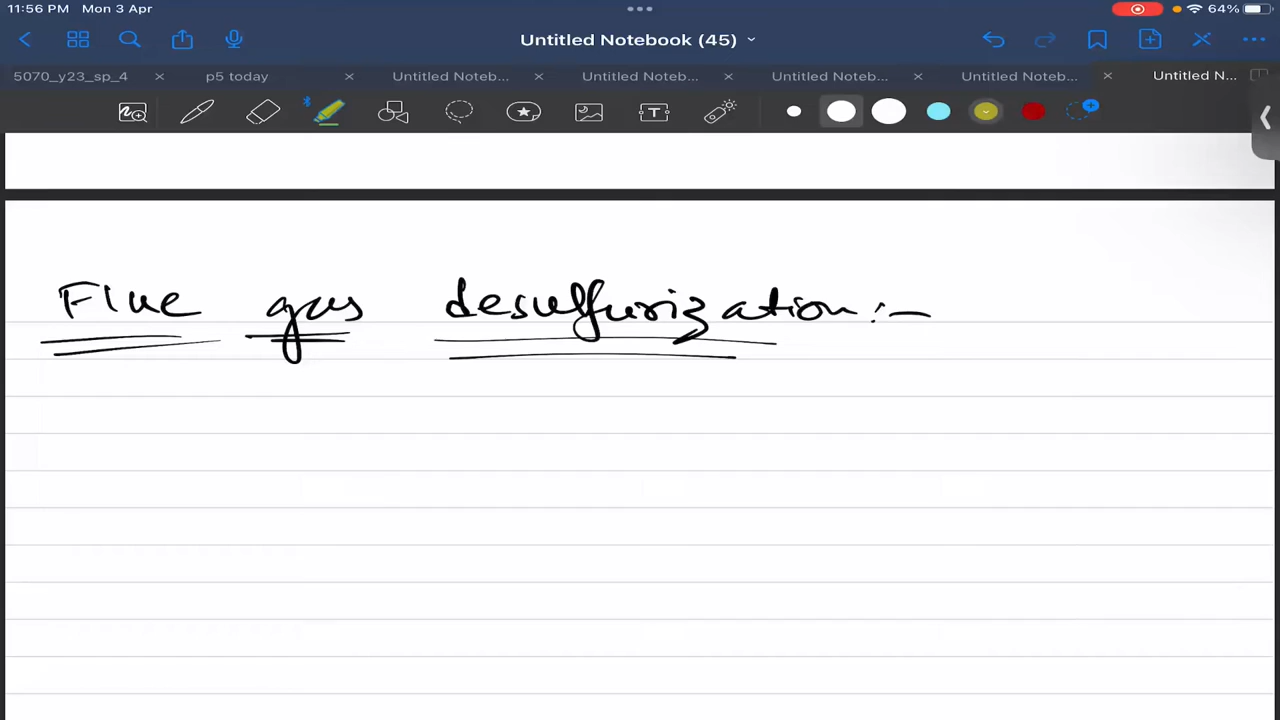 11:56 PM Mon 3 Apr
64%
Untitled Notebook (45)
5070_y23_sp_4
p5 today
Untitled Noteb...
Untitled Noteb...
Untitled Noteb...
Untitled Noteb...
Untitled N...
T
Flue gas desulfurization:-